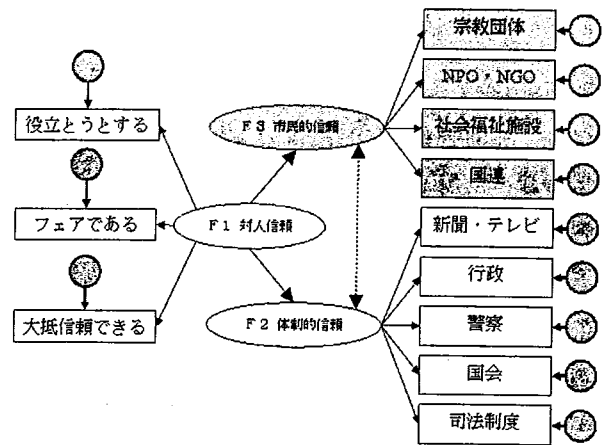 宗教団体
NPO・NGO
役立とうとする
F3 市民的信頼
社会福祉施設
国連
フェアである
F1 対人信頼
新聞・テレビ
行政
大抵信頼できる
F2 体制的信頼
警察
国会
司法制度